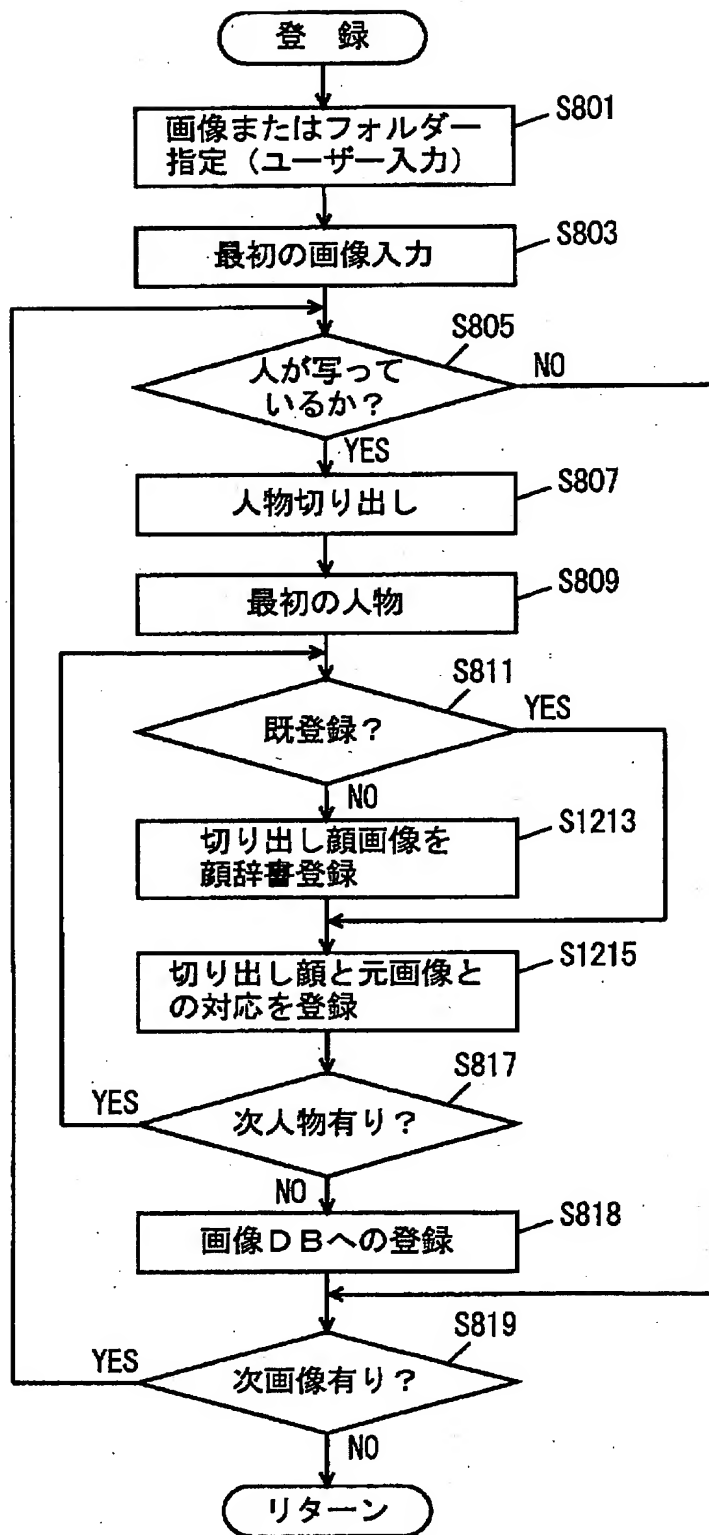 登 録
画像またはフォルダー
指定（ユーザー入力）
S801
最初の画像入力
S803
人が写って
いるか？
S805
NO
YES
人物切り出し
S807
最初の人物
S809
既登録？
S811
YES
NO
切り出し顔画像を
顔辞書登録
S1213
切り出し顔と元画像と
の対応を登録
S1215
次人物有り？
S817
YES
NO
画像ＤＢへの登録
S818
次画像有り？
S819
YES
NO
リターン